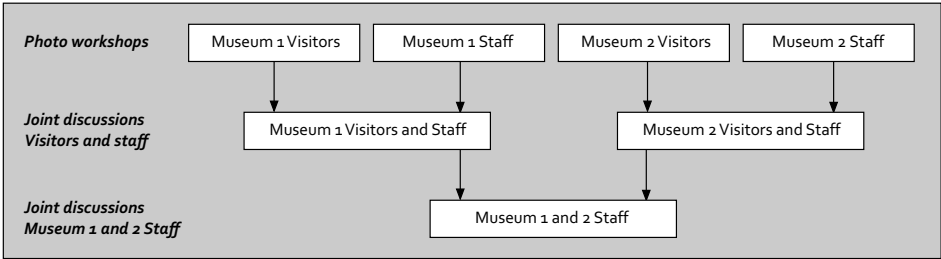 Photo workshops
Museum 1 Visitors
Museum 1 Staff
Museum 2 Visitors
Museum 2 Staff
Joint discussions
Visitors and staff
Museum 1 Visitors and Staff
Museum 2 Visitors and Staff
Joint discussions
Museum 1 and 2 Staff
Museum 1 and 2 Staff